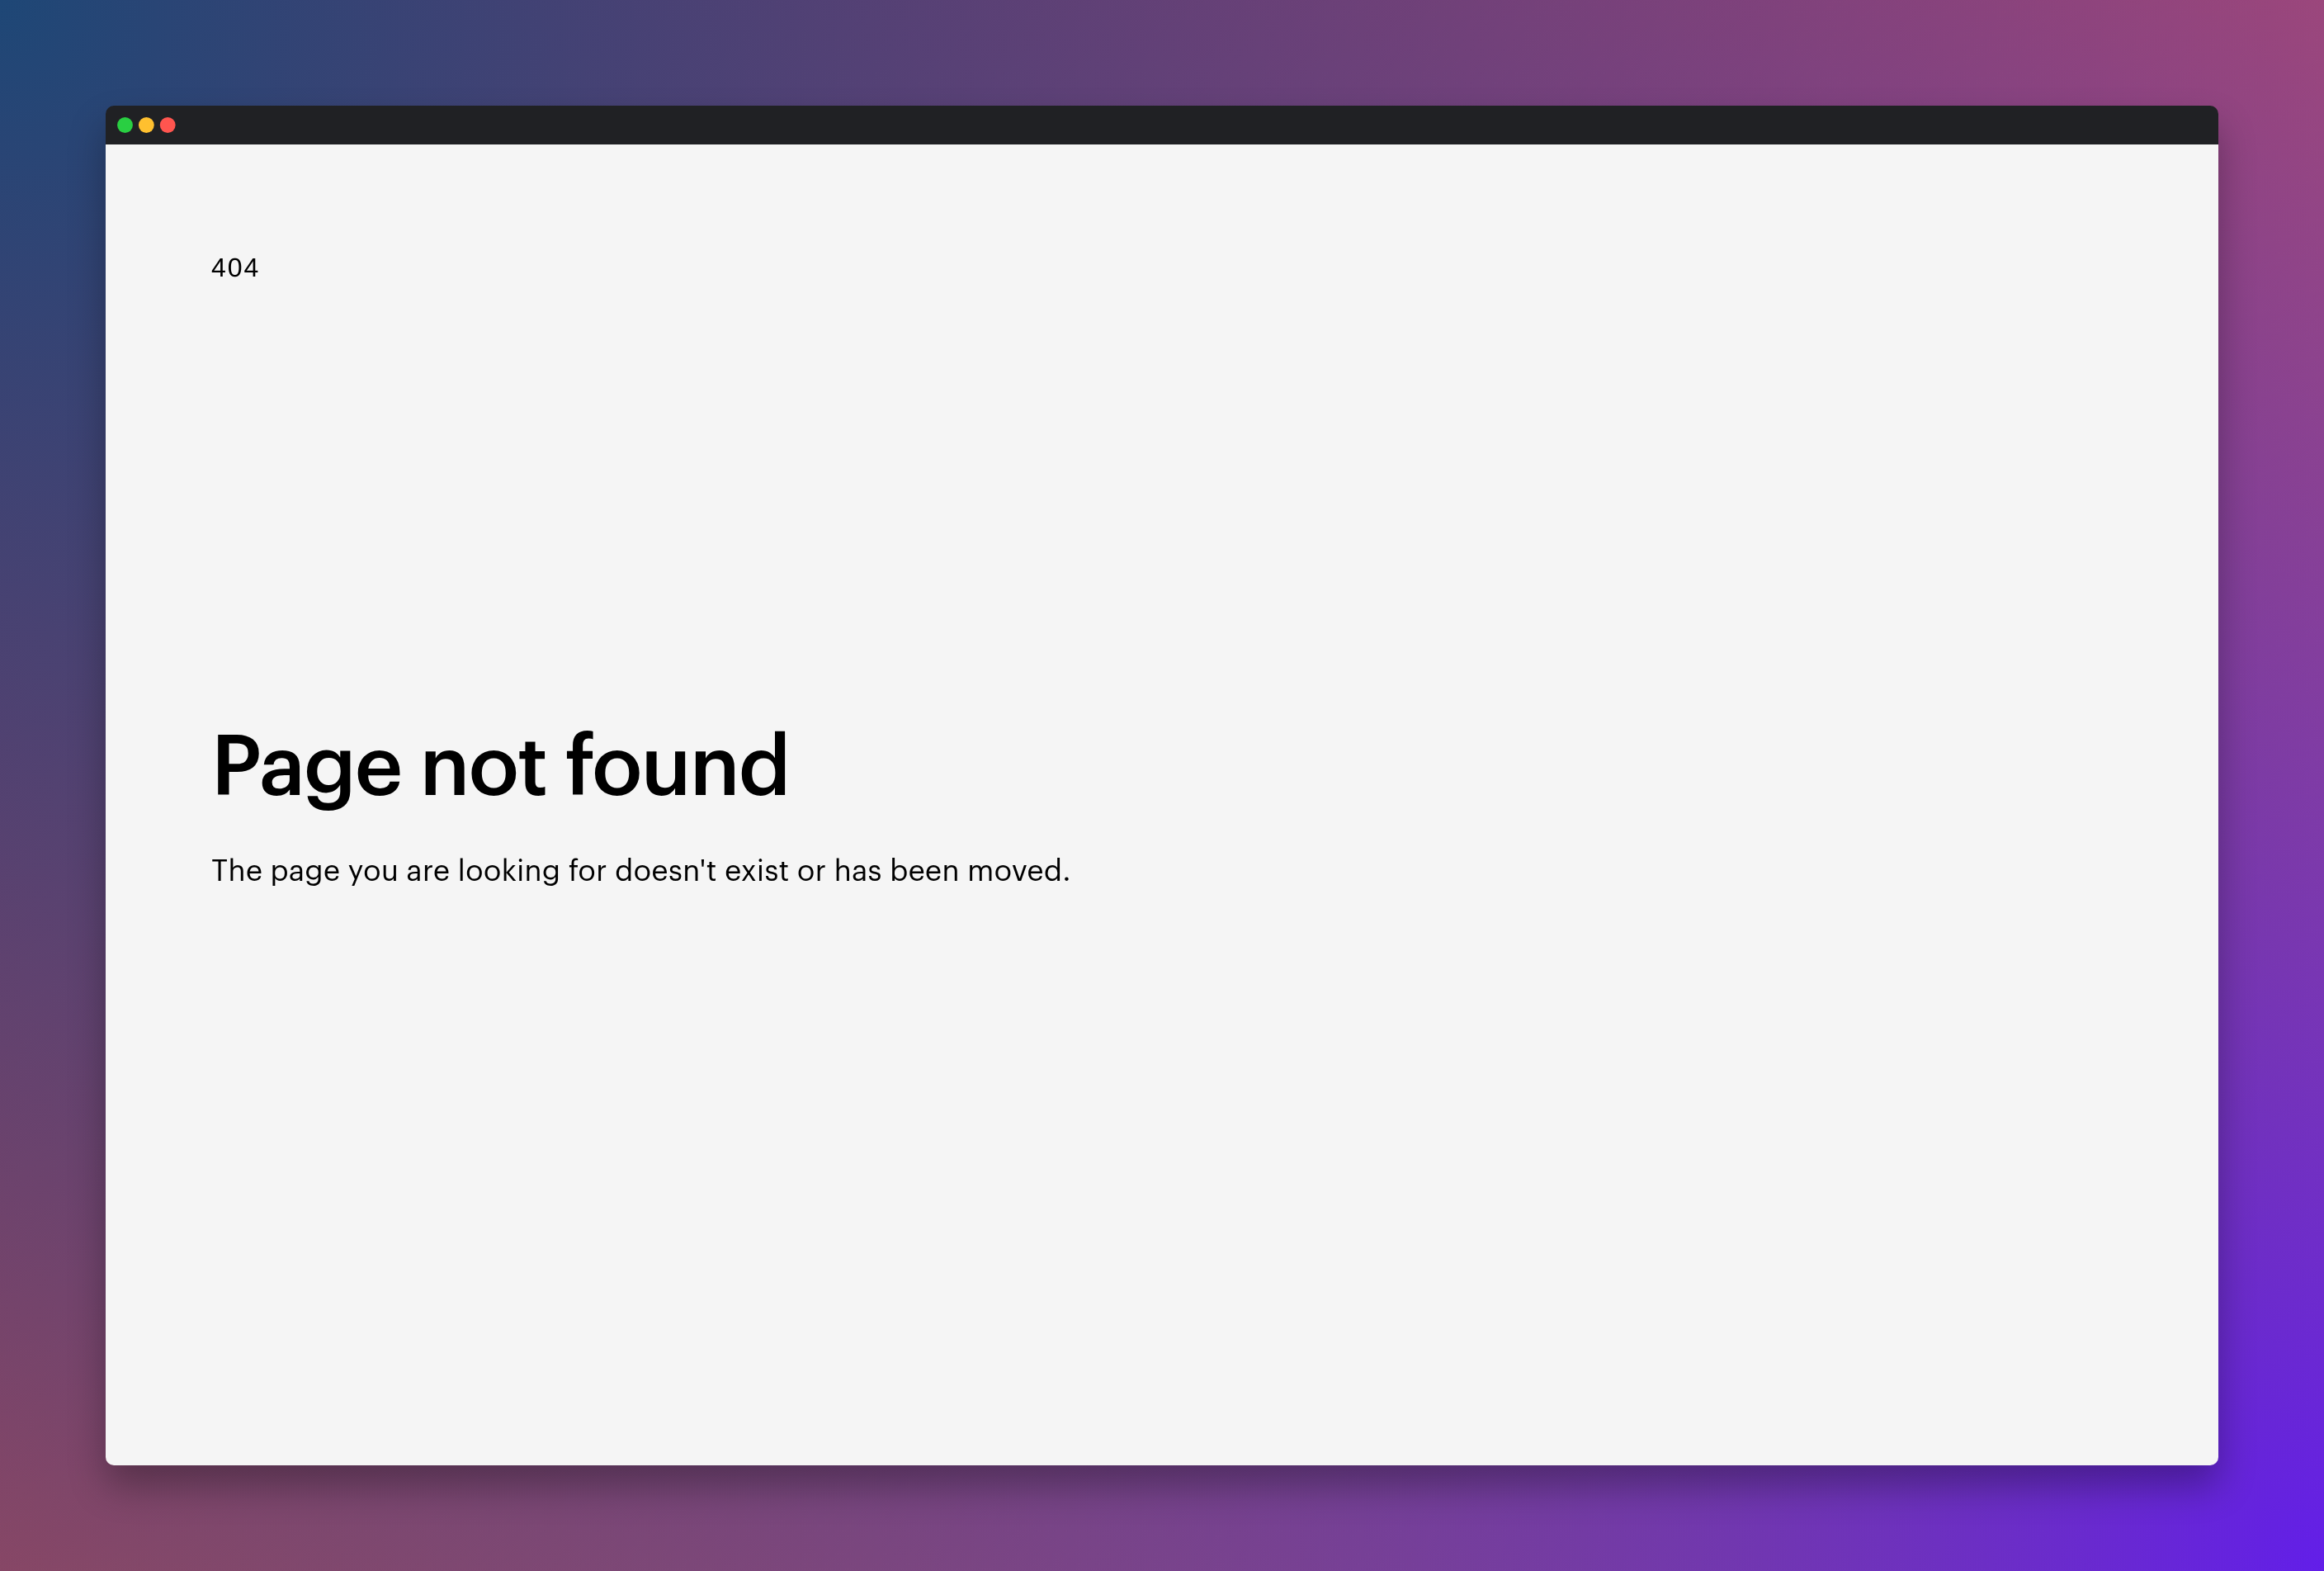 404
Page not found
The page you are looking for doesn't exist or has been moved.